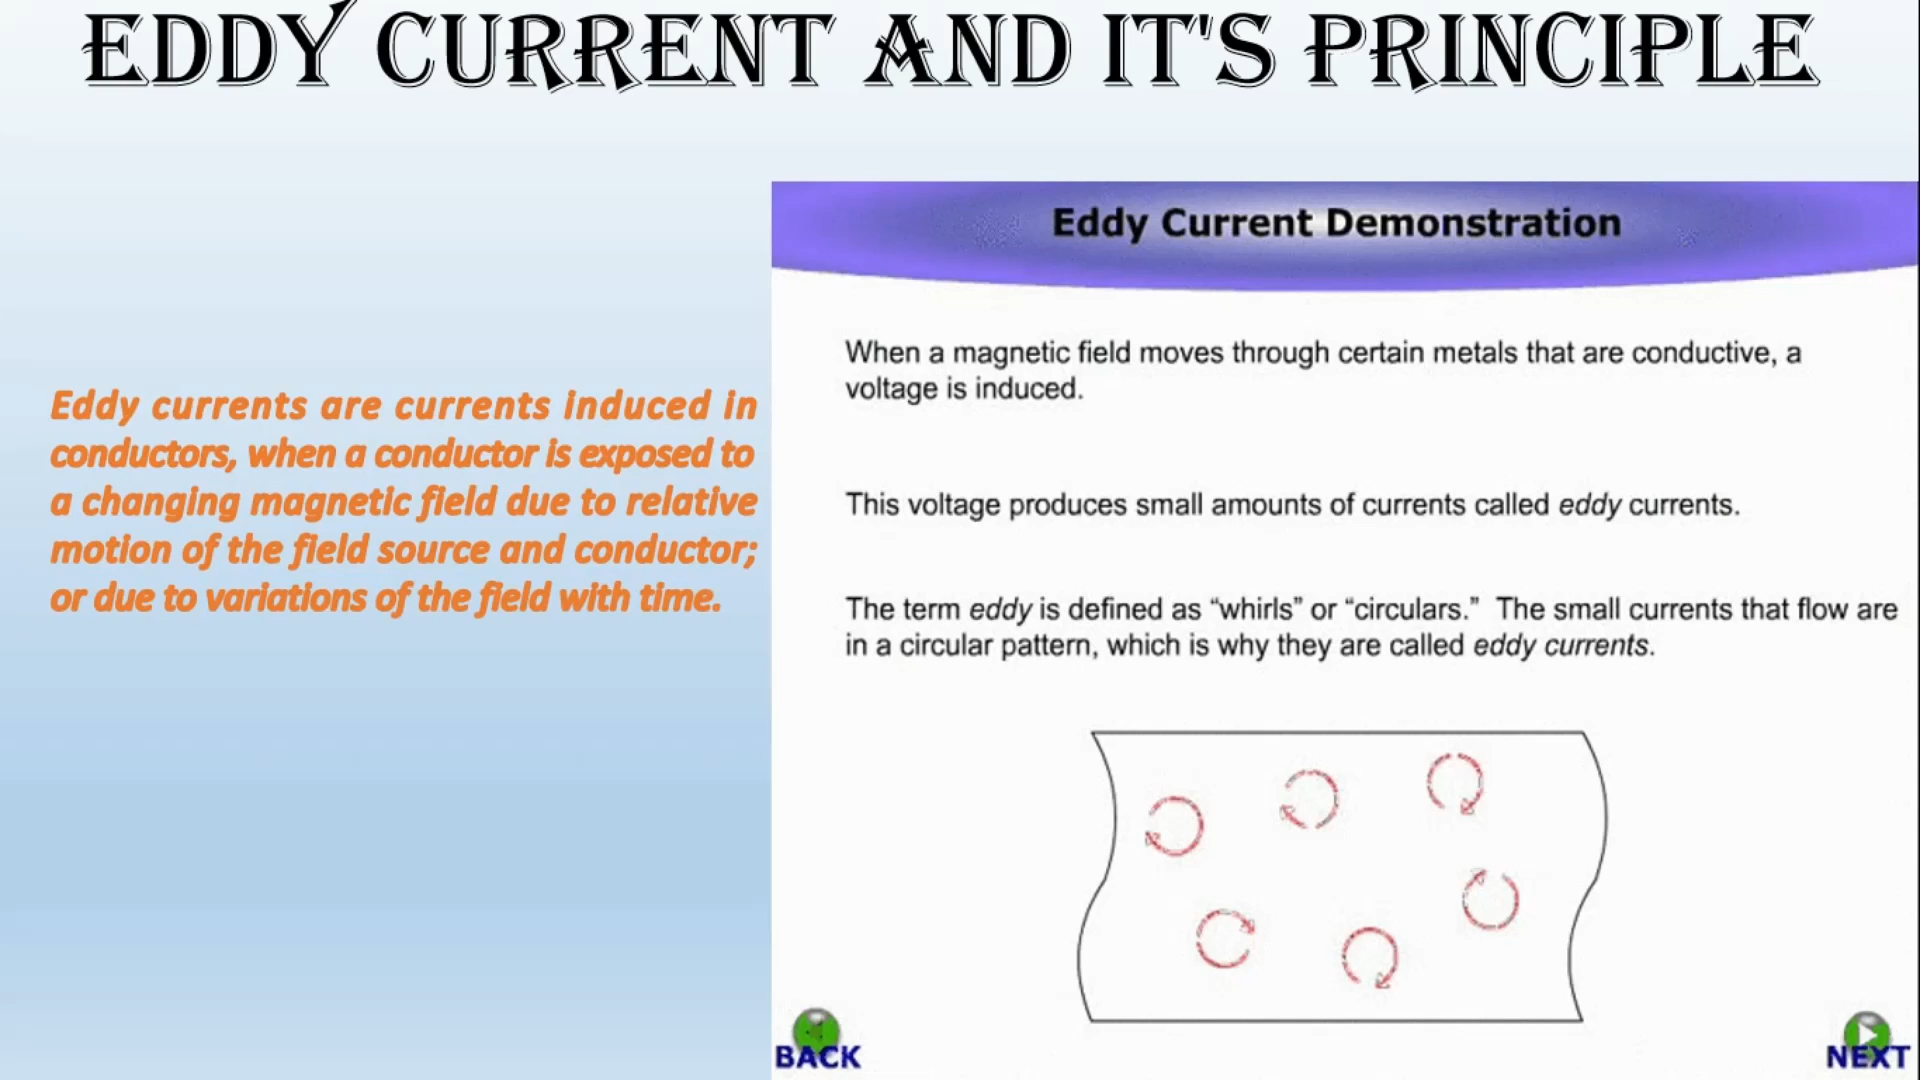 EDDY CURRENT AND IT'S PRINCIPLE
Eddy currents are currents induced in
conductors, when a conductor is exposed to
a changing magnetic field due to relative
motion of the field source and conductor;
or due to variations of the field with time.
Eddy Current Demonstration
When a magnetic field moves through certain metals that are conductive, a
voltage is induced.
This voltage produces small amounts of currents called eddy currents.
The term eddy is defined as “whirls” or “circulars.” The small currents that flow are
in a circular pattern, which is why they are called eddy currents.
BACK
NEXT